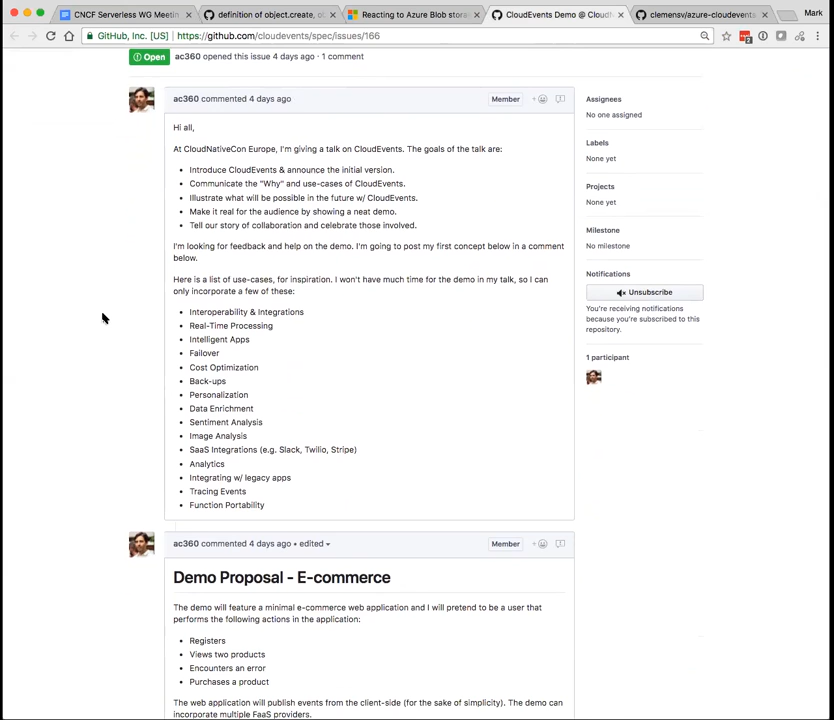 CNCF Serverless WG Meetin
definition of object.create, ob
Reacting to Azure Blob stora
CloudEvents Demo @ Cloud
clemensv/azure-cloudevents
Mark
GitHub, Inc. [US]
https://github.com/cloudevents/spec/issues/166
Open
ac360 opened this issue 4 days ago · 1 comment
ac360 commented 4 days ago
Member
Hi all,
At CloudNativeCon Europe, I'm giving a talk on CloudEvents. The goals of the talk are:
• Introduce CloudEvents & announce the initial version.
• Communicate the "Why" and use-cases of CloudEvents.
• Illustrate what will be possible in the future w/ CloudEvents.
• Make it real for the audience by showing a neat demo.
• Tell our story of collaboration and celebrate those involved.
I'm looking for feedback and help on the demo. I'm going to post my first concept below in a comment
below.
Here is a list of use-cases, for inspiration. I won't have much time for the demo in my talk, so I can
only incorporate a few of these:
• Interoperability & Integrations
• Real-Time Processing
• Intelligent Apps
• Failover
• Cost Optimization
• Back-ups
• Personalization
• Data Enrichment
• Sentiment Analysis
• Image Analysis
• SaaS Integrations (e.g. Slack, Twilio, Stripe)
• Analytics
• Integrating w/ legacy apps
• Tracing Events
• Function Portability
Assignees
No one assigned
Labels
None yet
Projects
None yet
Milestone
No milestone
Notifications
Unsubscribe
You're receiving notifications
because you're subscribed to this
repository.
1 participant
ac360 commented 4 days ago • edited
Member
Demo Proposal - E-commerce
The demo will feature a minimal e-commerce web application and I will pretend to be a user that
performs the following actions in the application:
• Registers
• Views two products
• Encounters an error
• Purchases a product
The web application will publish events from the client-side (for the sake of simplicity). The demo can
incorporate multiple FaaS providers.